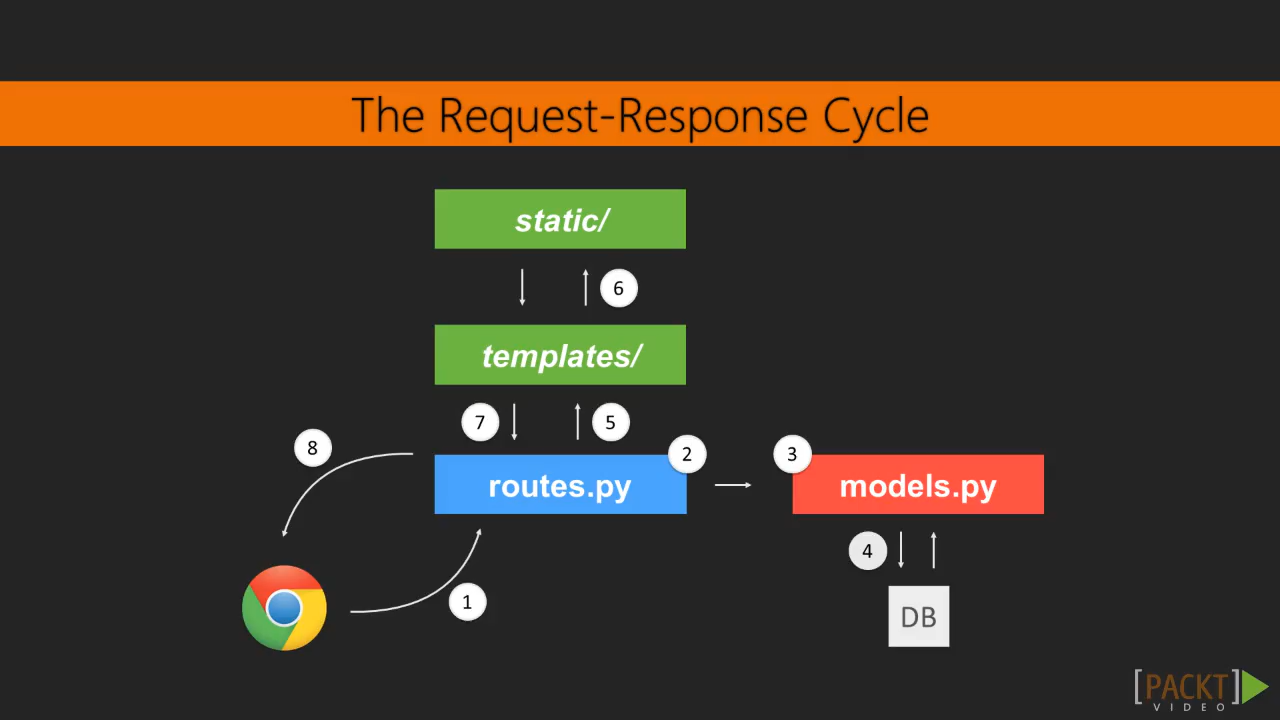 The Request-Response Cycle
static/
6
templates/
7
5
8
2
3
routes.py
models.py
4
1
DB
[PACKT]
VIDEO